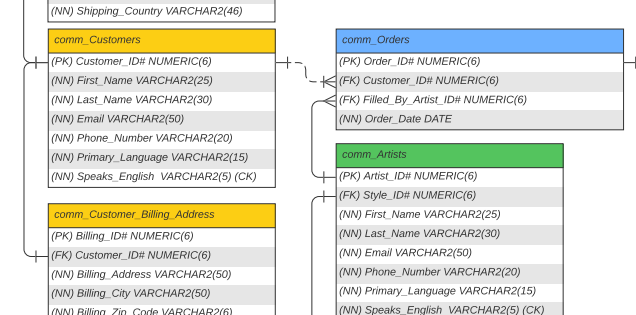 (NN) Shipping_Country VARCHAR2(46)
comm_Customers
(PK) Customer_ID# NUMERIC(6)
(NN) First_Name VARCHAR2(25)
(NN) Last_Name VARCHAR2(30)
(NN) Email VARCHAR2(50)
(NN) Phone_Number VARCHAR2(20)
(NN) Primary_Language VARCHAR2(15)
(NN) Speaks_English VARCHAR2(5) (CK)
comm_Customer_Billing_Address
(PK) Billing_ID# NUMERIC(6)
(FK) Customer_ID# NUMERIC(6)
(NN) Billing_Address VARCHAR2(50)
(NN) Billing_City VARCHAR2(50)
(NN) Billing_Zip_Code VARCHAR2(6)
comm_Orders
(PK) Order_ID# NUMERIC(6)
(FK) Customer_ID# NUMERIC(6)
(FK) Filled_By_Artist_ID# NUMERIC(6)
(NN) Order_Date DATE
comm_Artists
(PK) Artist_ID# NUMERIC(6)
(FK) Style_ID# NUMERIC(6)
(NN) First_Name VARCHAR2(25)
(NN) Last_Name VARCHAR2(30)
(NN) Email VARCHAR2(50)
(NN) Phone_Number VARCHAR2(20)
(NN) Primary_Language VARCHAR2(15)
(NN) Speaks_English VARCHAR2(5) (CK)